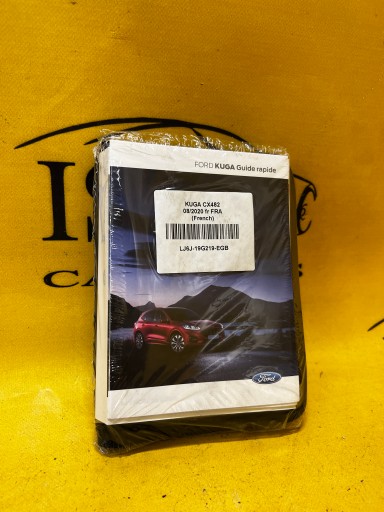 FORD KUGA Guide rapide
KUGA CX482
08/2020 fr FRA
(French)
LJ6J-19G219-EGB
Ford